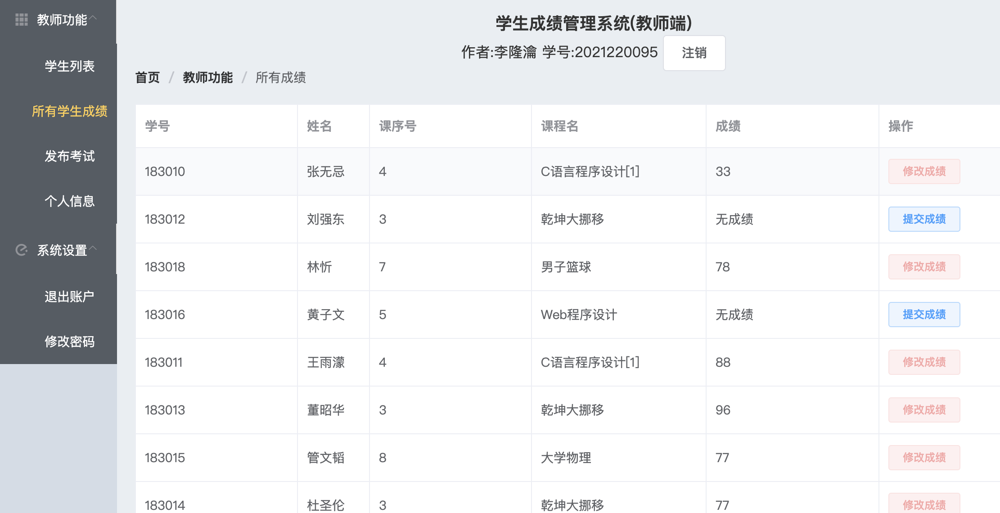 教师功能
学生列表
所有学生成绩
发布考试
个人信息
系统设置
退出账户
修改密码
学生成绩管理系统(教师端)
作者:李隆瀹 学号:2021220095 注销
首页 / 教师功能 / 所有成绩
学号 姓名 课序号 课程名 成绩 操作
183010 张无忌 4 C语言程序设计[1] 33 修改成绩
183012 刘强东 3 乾坤大挪移 无成绩 提交成绩
183018 林忻 7 男子篮球 78 修改成绩
183016 黄子文 5 Web程序设计 无成绩 提交成绩
183011 王雨濛 4 C语言程序设计[1] 88 修改成绩
183013 董昭华 3 乾坤大挪移 96 修改成绩
183015 管文韬 8 大学物理 77 修改成绩
183014 杜圣伦 3 乾坤大挪移 77 修改成绩